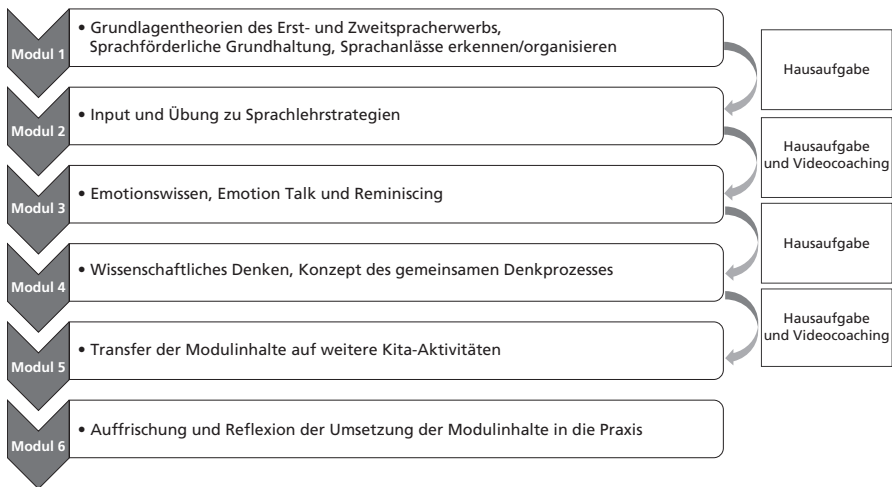 Modul 1
• Grundlagentheorien des Erst- und Zweitspracherwerbs,
Sprachförderliche Grundhaltung, Sprachanlässe erkennen/organisieren
Hausaufgabe
Modul 2
• Input und Übung zu Sprachlehrstrategien
Hausaufgabe
und Videocoaching
Modul 3
• Emotionswissen, Emotion Talk und Reminiscing
Hausaufgabe
Modul 4
• Wissenschaftliches Denken, Konzept des gemeinsamen Denkprozesses
Hausaufgabe
und Videocoaching
Modul 5
• Transfer der Modulinhalte auf weitere Kita-Aktivitäten
Modul 6
• Auffrischung und Reflexion der Umsetzung der Modulinhalte in die Praxis